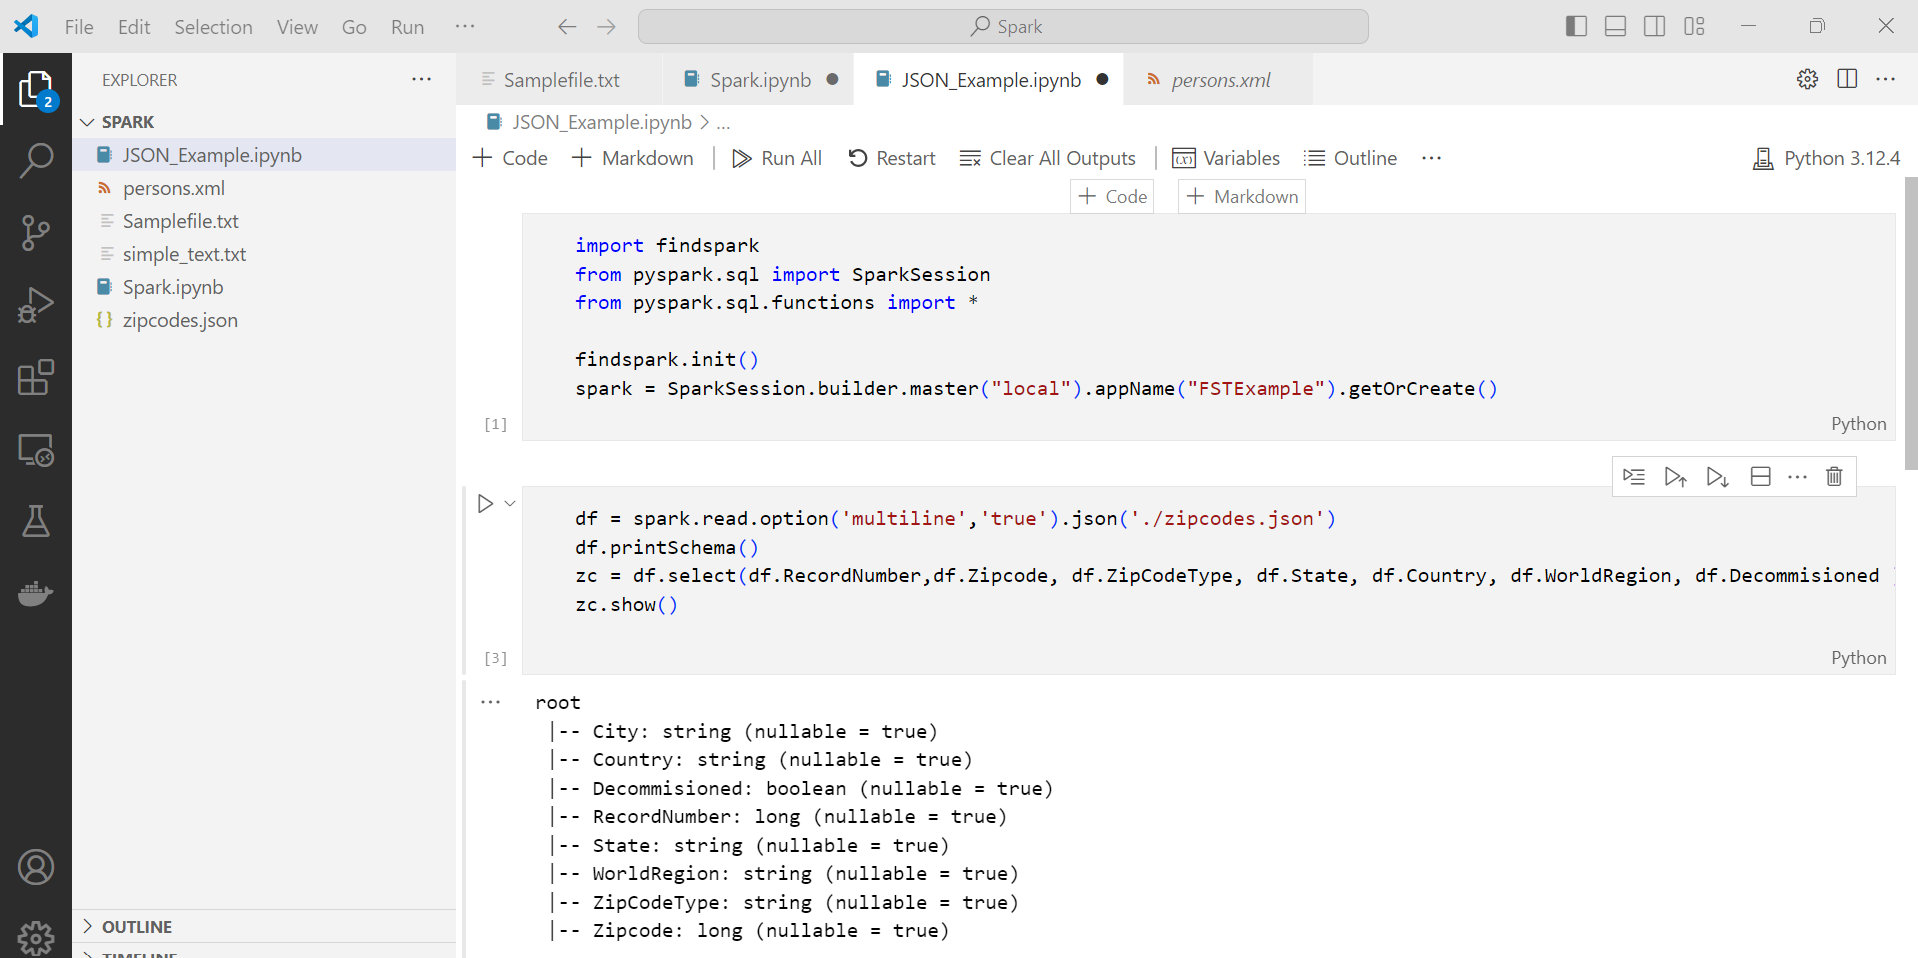 File Edit Selection View Go Run ··· Spark
EXPLORER ···
2
SPARK
JSON_Example.ipynb
persons.xml
Samplefile.txt
simple_text.txt
Spark.ipynb
{} zipcodes.json
OUTLINE
Samplefile.txt Spark.ipynb JSON_Example.ipynb persons.xml ···
JSON_Example.ipynb > ...
+ Code + Markdown Run All Restart Clear All Outputs (x) Variables Outline ··· Python 3.12.4
+ Code + Markdown
import findspark
from pyspark.sql import SparkSession
from pyspark.sql.functions import *
findspark.init()
spark = SparkSession.builder.master("local").appName("FSTExample").getOrCreate()
[1] Python
df = spark.read.option('multiline','true').json('./zipcodes.json')
df.printSchema()
zc = df.select(df.RecordNumber,df.Zipcode, df.ZipCodeType, df.State, df.Country, df.WorldRegion, df.Decommisioned
zc.show()
[3] Python
··· root
|-- City: string (nullable = true)
|-- Country: string (nullable = true)
|-- Decommisioned: boolean (nullable = true)
|-- RecordNumber: long (nullable = true)
|-- State: string (nullable = true)
|-- WorldRegion: string (nullable = true)
|-- ZipCodeType: string (nullable = true)
|-- Zipcode: long (nullable = true)